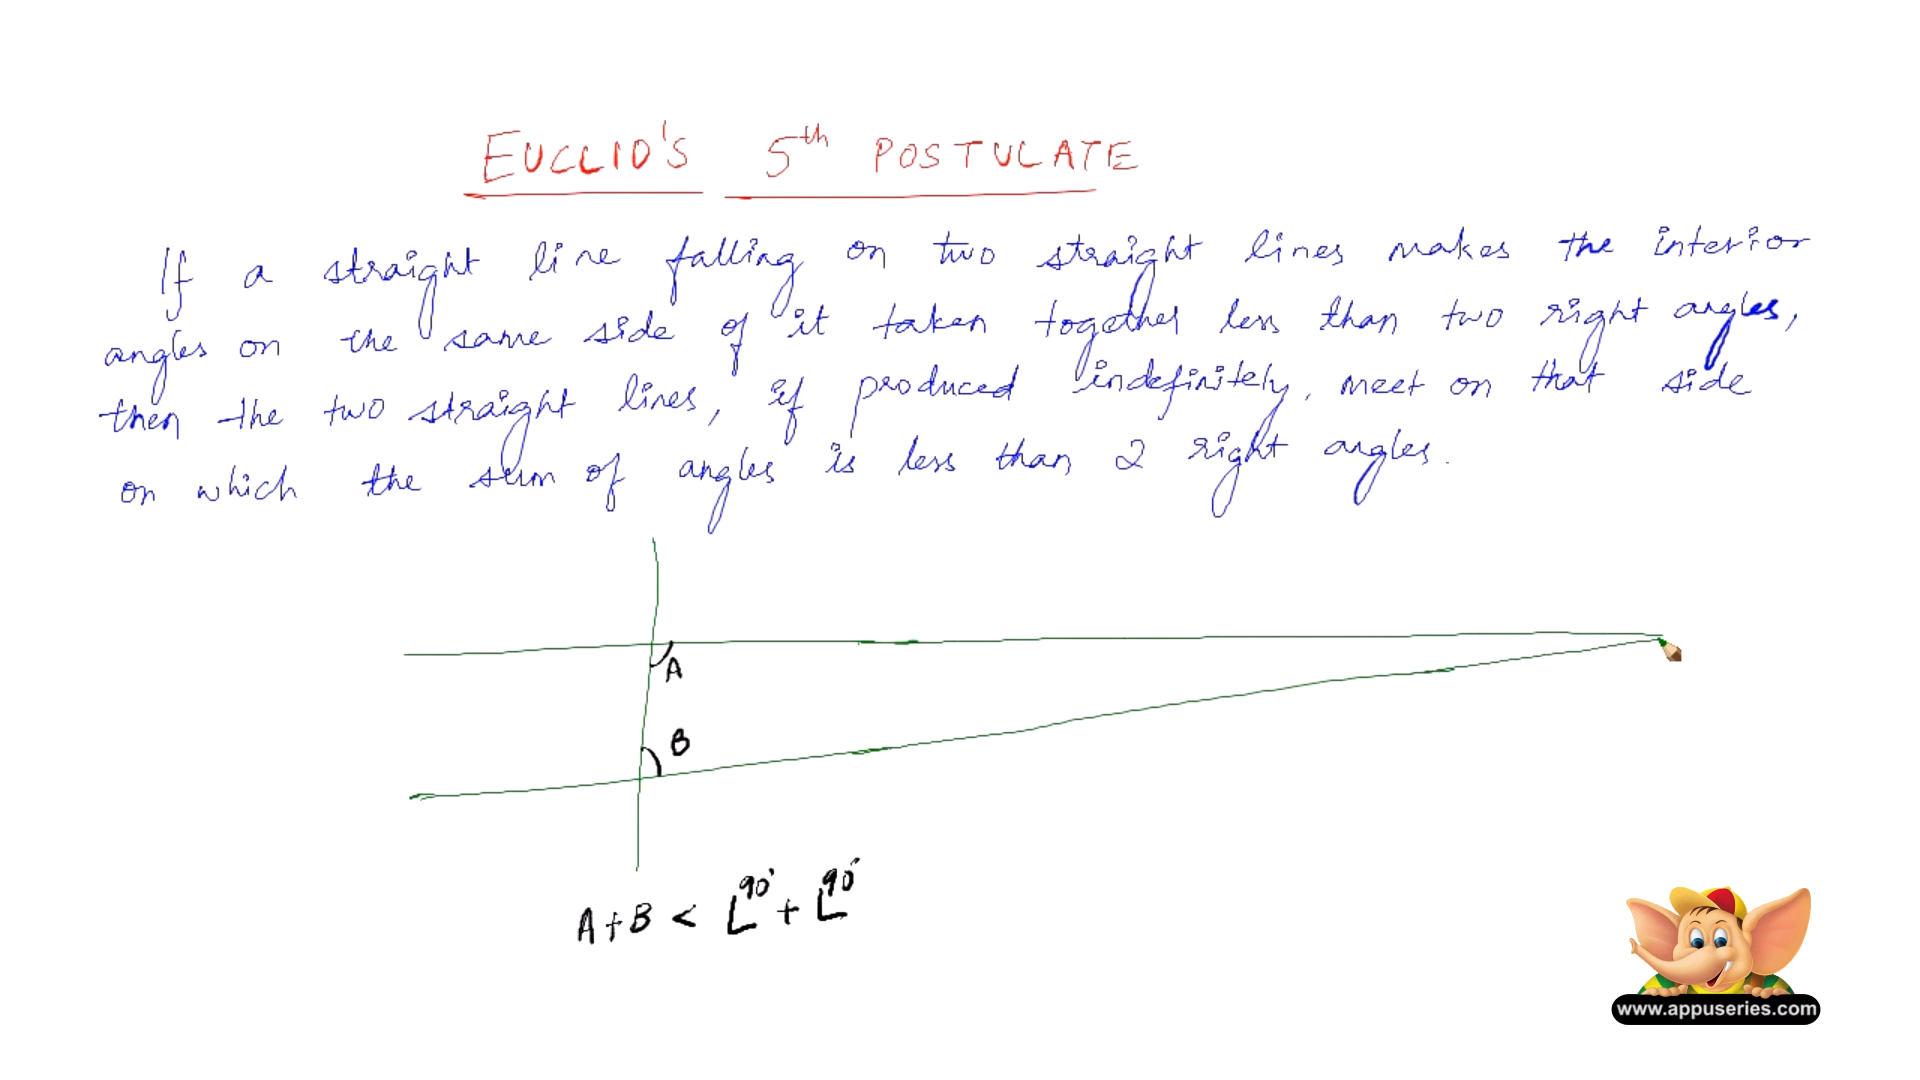 EUCLID'S 5th POSTULATE
If a straight line falling on two straight lines makes the interior
angles on the same side of it taken together less than two right angles,
then the two straight lines, if produced indefinitely, meet on that side
on which the sum of angles is less than 2 right angles.
A
B
A+B < ∟90° + ∟90°
www.appuseries.com